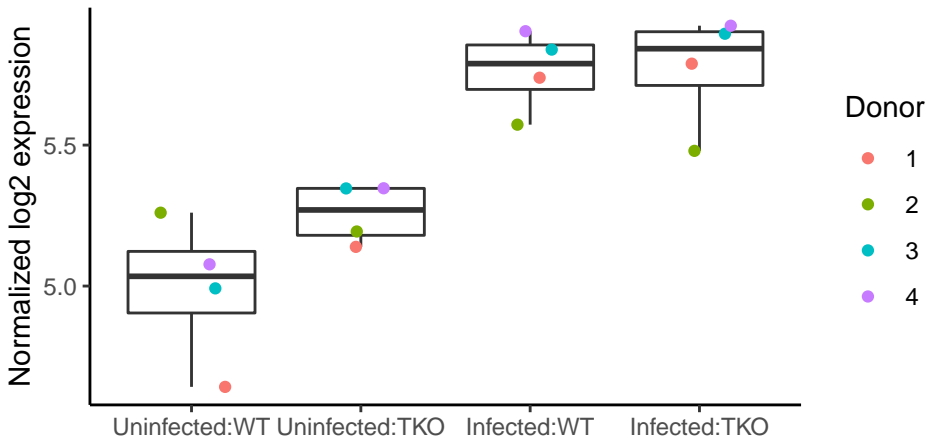 Normalized log2 expression
5.5
5.0
Uninfected:WT
Uninfected:TKO
Infected:WT
Infected:TKO
Donor
1
2
3
4